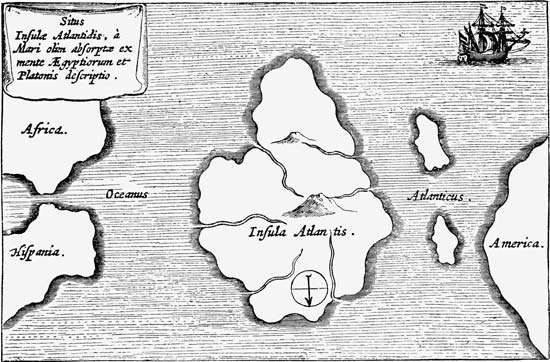 Situs
Insulæ Atlantidis, à
Mari olim absorptæ ex
mente Ægyptiorum et
Platonis descriptio.
Africa.
Oceanus
Atlanticus.
Insula Atlantis.
Hispania.
America.